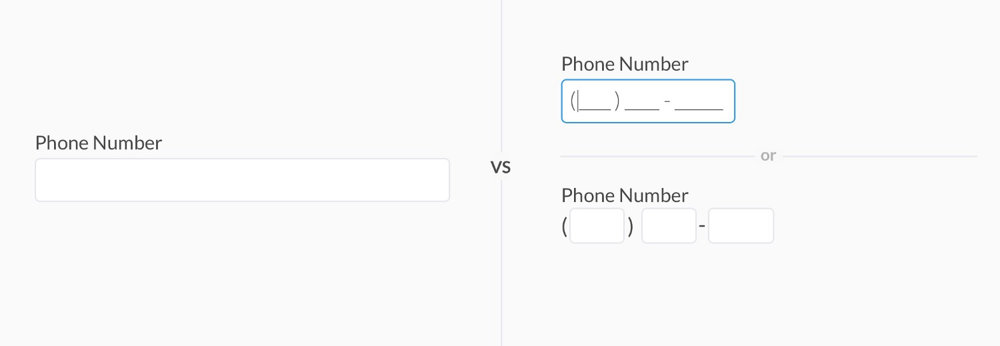 Phone Number
VS
Phone Number
(___) ___ - ____
or
Phone Number
( ) -